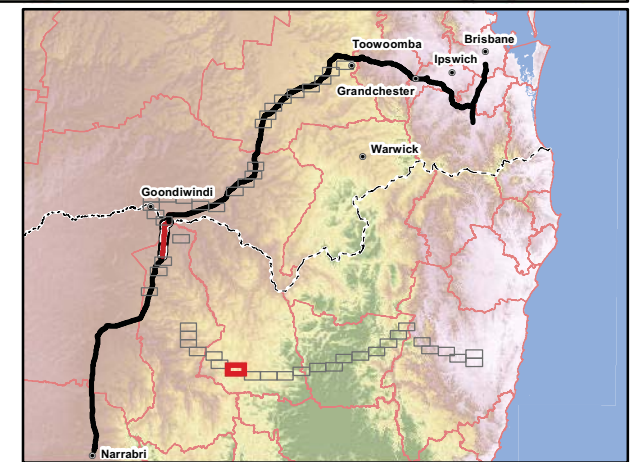 Brisbane
Toowoomba
Ipswich
Grandchester
Warwick
Goondiwindi
Narrabri